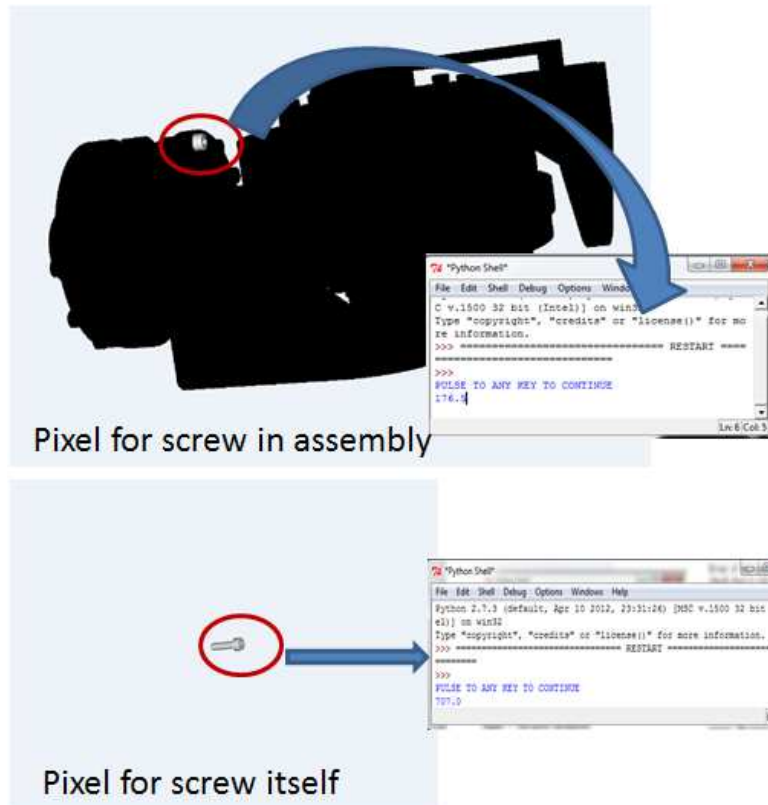 *Python Shell*
File Edit Shell Debug Options Windo
C v.1500 32 bit (Intel)] on win3
Type "copyright", "credits" or "license()" for mo
re information.
>>> ================================ RESTART ====
============================
>>>
PULSE TO ANY KEY TO CONTINUE
176.5
Ln: 6 Col: 5
Pixel for screw in assembly
*Python Shell*
File Edit Shell Debug Options Windows Help
Python 2.7.3 (default, Apr 10 2012, 23:31:26) [MSC v.1500 32 bit
el)] on win32
Type "copyright", "credits" or "license()" for more information.
>>> ================================ RESTART ====================
========
>>>
PULSE TO ANY KEY TO CONTINUE
707.0
Pixel for screw itself